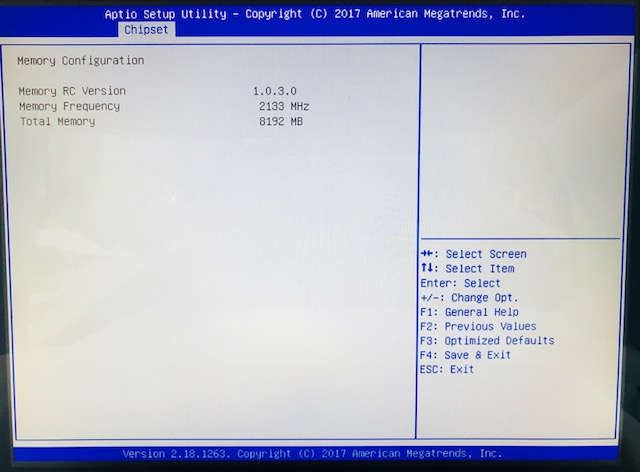 Aptio Setup Utility – Copyright (C) 2017 American Megatrends, Inc.
Chipset
Memory Configuration
Memory RC Version 1.0.3.0
Memory Frequency 2133 MHz
Total Memory 8192 MB
→←: Select Screen
↑↓: Select Item
Enter: Select
+/-: Change Opt.
F1: General Help
F2: Previous Values
F3: Optimized Defaults
F4: Save & Exit
ESC: Exit
Version 2.18.1263. Copyright (C) 2017 American Megatrends, Inc.